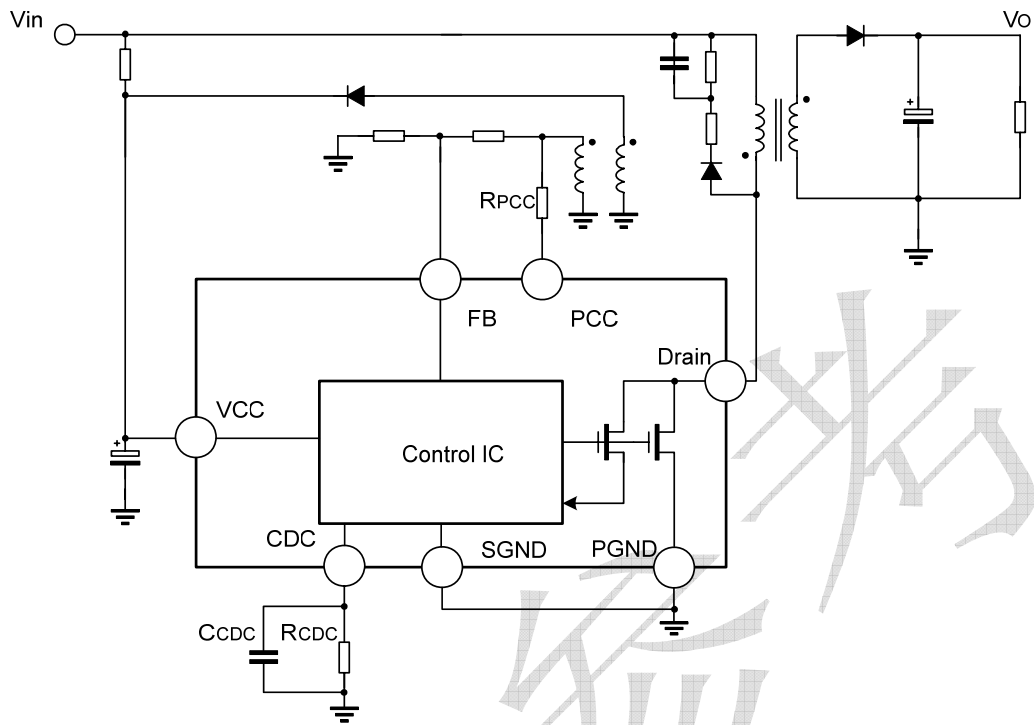 Vin
Vo
RPCC
FB
PCC
Drain
VCC
Control IC
CDC
SGND
PGND
CCDC
RCDC